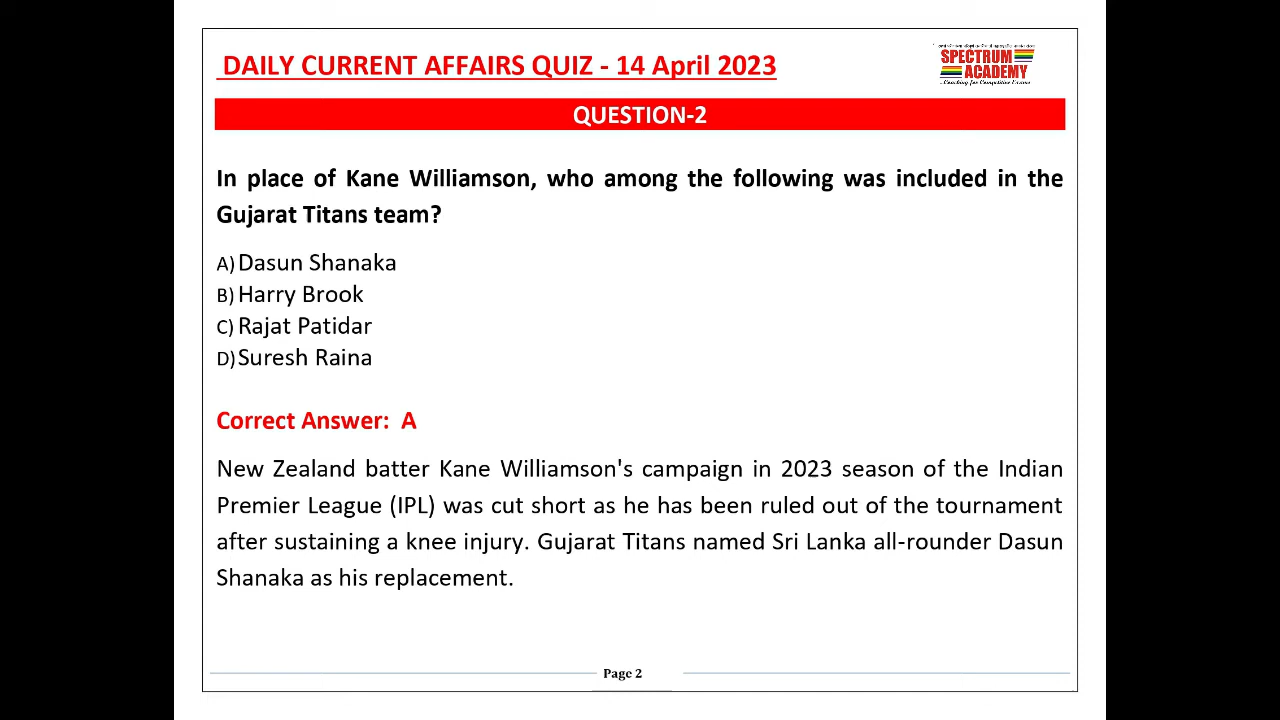 DAILY CURRENT AFFAIRS QUIZ - 14 April 2023
SPECTRUM
ACADEMY
Coaching for Competitive Exams
QUESTION-2
In place of Kane Williamson, who among the following was included in the
Gujarat Titans team?
A) Dasun Shanaka
B) Harry Brook
C) Rajat Patidar
D) Suresh Raina
Correct Answer: A
New Zealand batter Kane Williamson's campaign in 2023 season of the Indian
Premier League (IPL) was cut short as he has been ruled out of the tournament
after sustaining a knee injury. Gujarat Titans named Sri Lanka all-rounder Dasun
Shanaka as his replacement.
Page 2